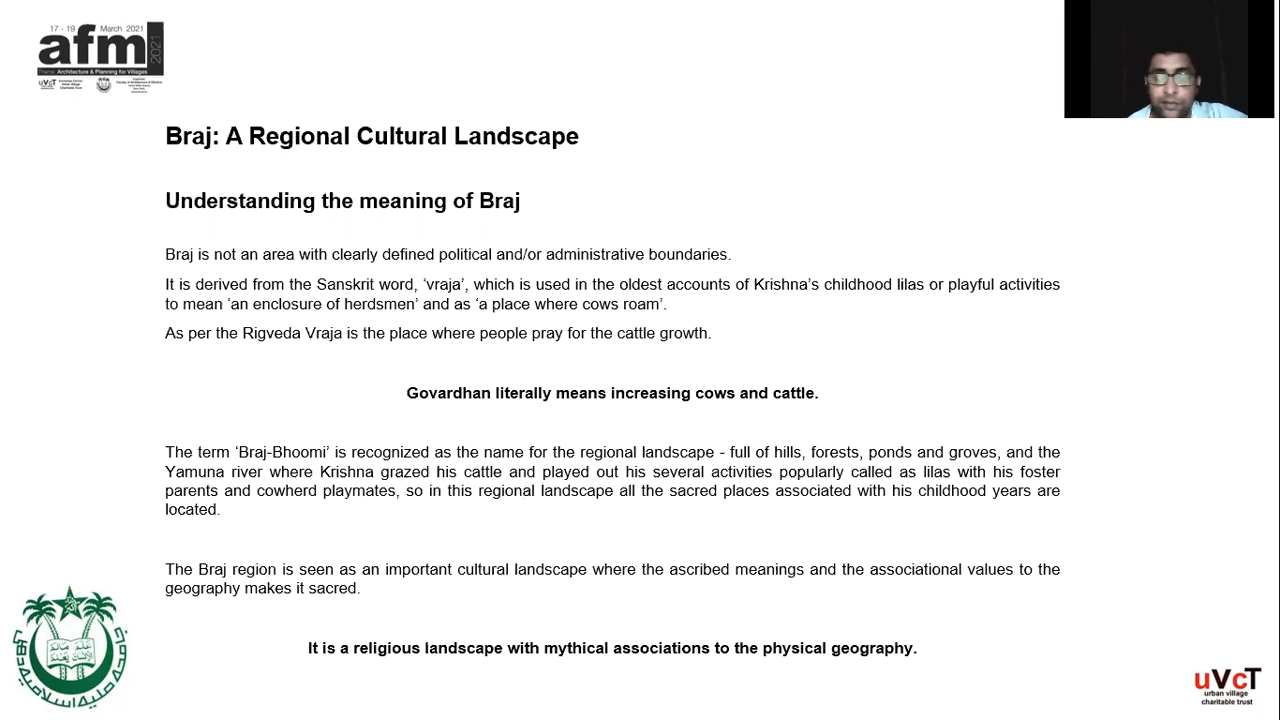 17 - 19 March 2021
afm 2021
Theme: Architecture & Planning for Villages
uVcT
Braj: A Regional Cultural Landscape
Understanding the meaning of Braj
Braj is not an area with clearly defined political and/or administrative boundaries.
It is derived from the Sanskrit word, ‘vraja’, which is used in the oldest accounts of Krishna’s childhood lilas or playful activities
to mean ‘an enclosure of herdsmen’ and as ‘a place where cows roam’.
As per the Rigveda Vraja is the place where people pray for the cattle growth.
Govardhan literally means increasing cows and cattle.
The term ‘Braj-Bhoomi’ is recognized as the name for the regional landscape - full of hills, forests, ponds and groves, and the
Yamuna river where Krishna grazed his cattle and played out his several activities popularly called as lilas with his foster
parents and cowherd playmates, so in this regional landscape all the sacred places associated with his childhood years are
located.
The Braj region is seen as an important cultural landscape where the ascribed meanings and the associational values to the
geography makes it sacred.
It is a religious landscape with mythical associations to the physical geography.
uVcT
urban village
charitable trust